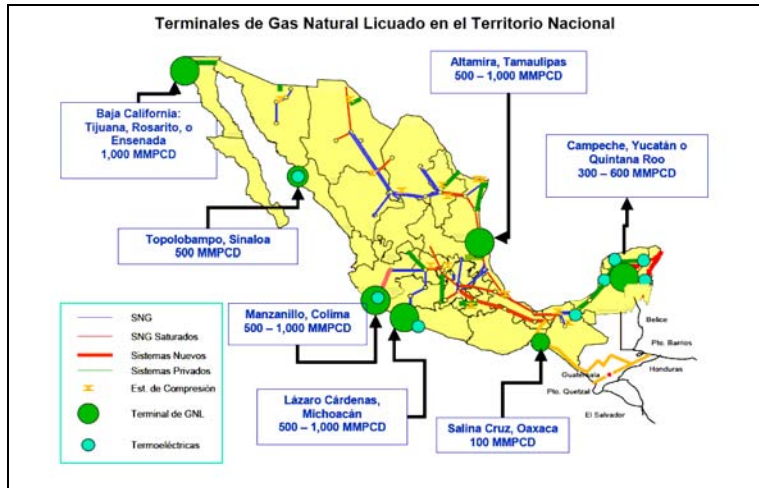 Terminales de Gas Natural Licuado en el Territorio Nacional
Altamira, Tamaulipas
500 – 1,000 MMPCD
Baja California:
Tijuana, Rosarito, o
Ensenada
1,000 MMPCD
Campeche, Yucatán o
Quintana Roo
300 – 600 MMPCD
Topolobampo, Sinaloa
500 MMPCD
Manzanillo, Colima
500 – 1,000 MMPCD
Lázaro Cárdenas,
Michoacán
500 – 1,000 MMPCD
Salina Cruz, Oaxaca
100 MMPCD
Belice
Pto. Barrios
Honduras
Guatemala
Pto. Quetzal
El Salvador
SNG
SNG Saturados
Sistemas Nuevos
Sistemas Privados
Est. de Compresión
Terminal de GNL
Termoeléctricas